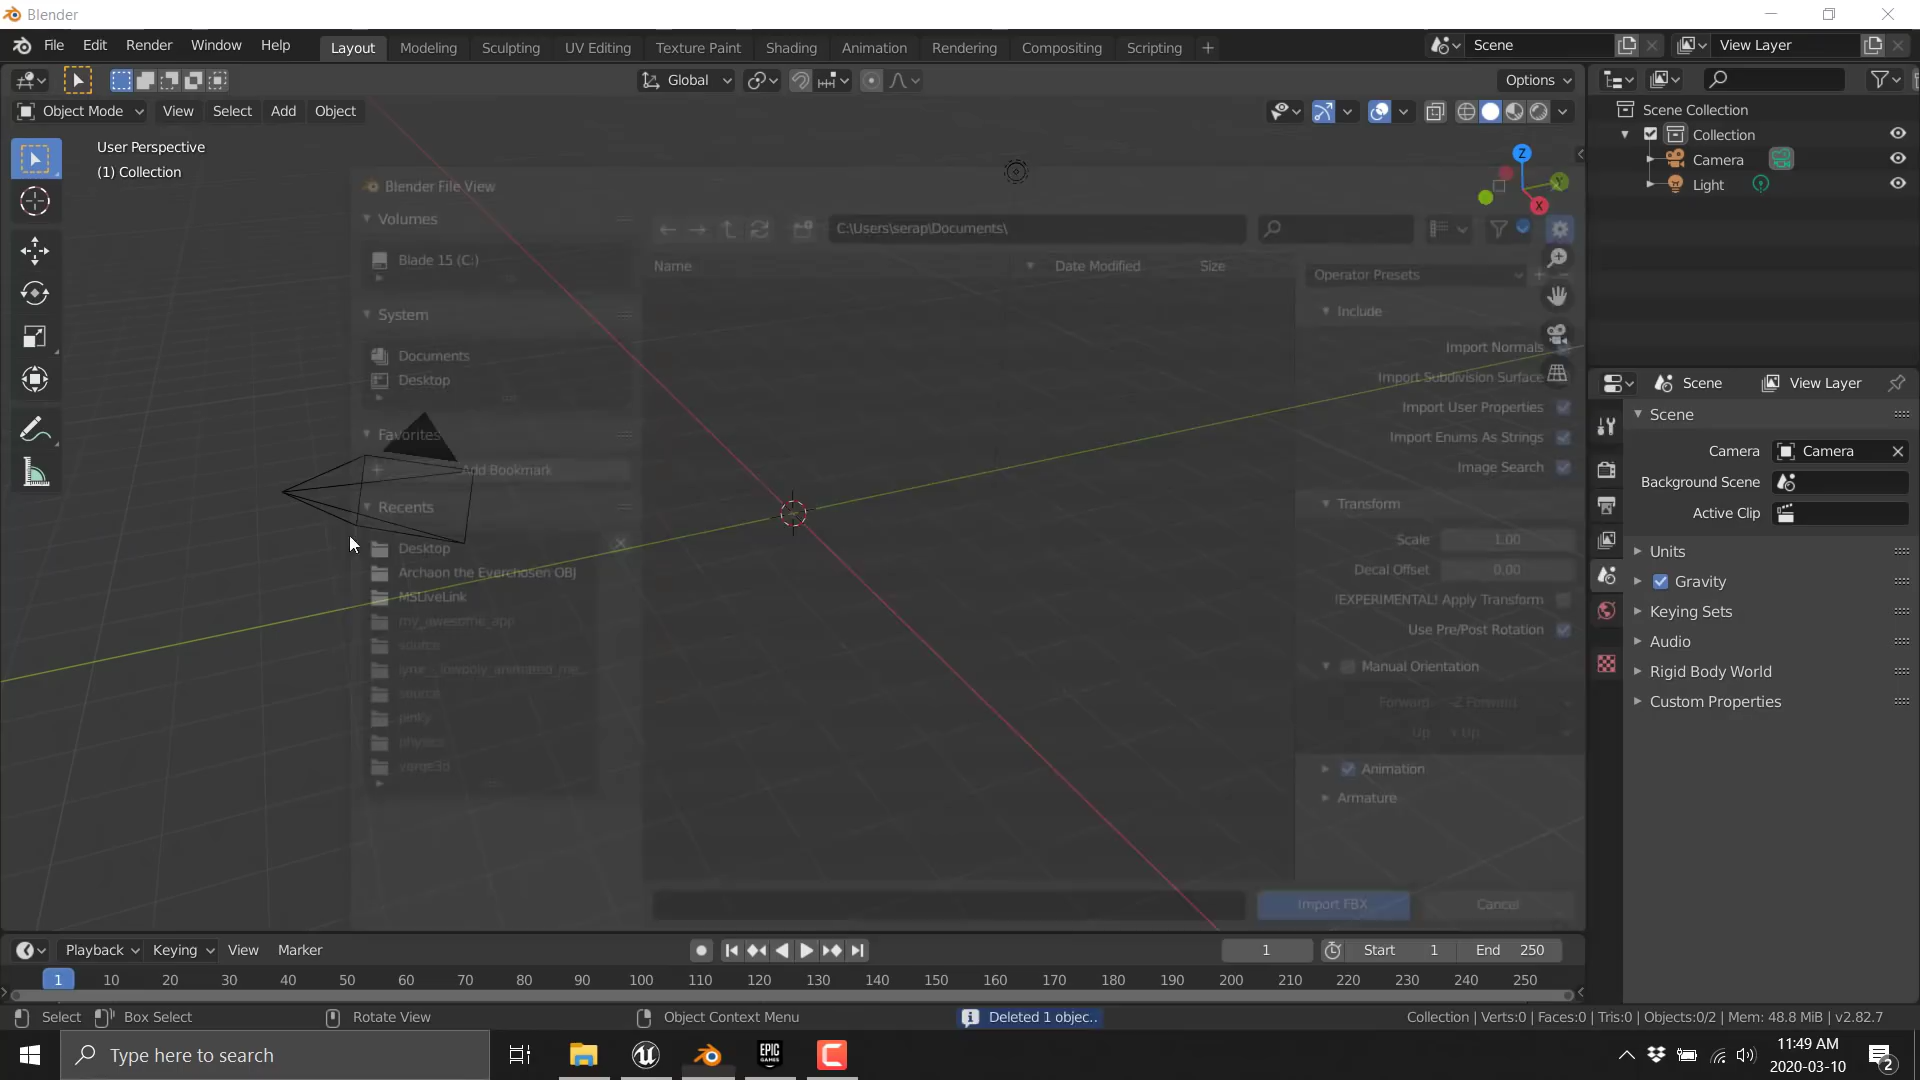 Blender
File Edit Render Window Help Layout Modeling Sculpting UV Editing Texture Paint Shading Animation Rendering Compositing Scripting + Scene View Layer
Global Options
Object Mode View Select Add Object
User Perspective
(1) Collection
Scene Collection
Collection
Camera
Light
Z
Y
X
Blender File View
Volumes
Blade 15 (C:)
System
Documents
Desktop
Favorites
Add Bookmark
Recents
Desktop
Archaon the Everchosen OBJ
MSLiveLink
my_awesome_app
source
source
physics
C:\Users\serap\Documents\
Name Date Modified Size
Operator Presets
Include
Import Normals
Import Subdivision Surface
Import User Properties
Import Enums As Strings
Image Search
Transform
Scale 1.00
Decal Offset 0.00
!EXPERIMENTAL! Apply Transform
Use Pre/Post Rotation
Manual Orientation
Forward -Z Forward
Up Y Up
Animation
Armature
Import FBX Cancel
Scene View Layer
Scene
Camera Camera
Background Scene
Active Clip
Units
Gravity
Keying Sets
Audio
Rigid Body World
Custom Properties
Playback Keying View Marker 1 Start 1 End 250
1 10 20 30 40 50 60 70 80 90 100 110 120 130 140 150 160 170 180 190 200 210 220 230 240 250
Select Box Select Rotate View Object Context Menu Deleted 1 objec.. Collection | Verts:0 | Faces:0 | Tris:0 | Objects:0/2 | Mem: 48.8 MiB | v2.82.7
Type here to search
EPIC GAMES
11:49 AM
2020-03-10
2